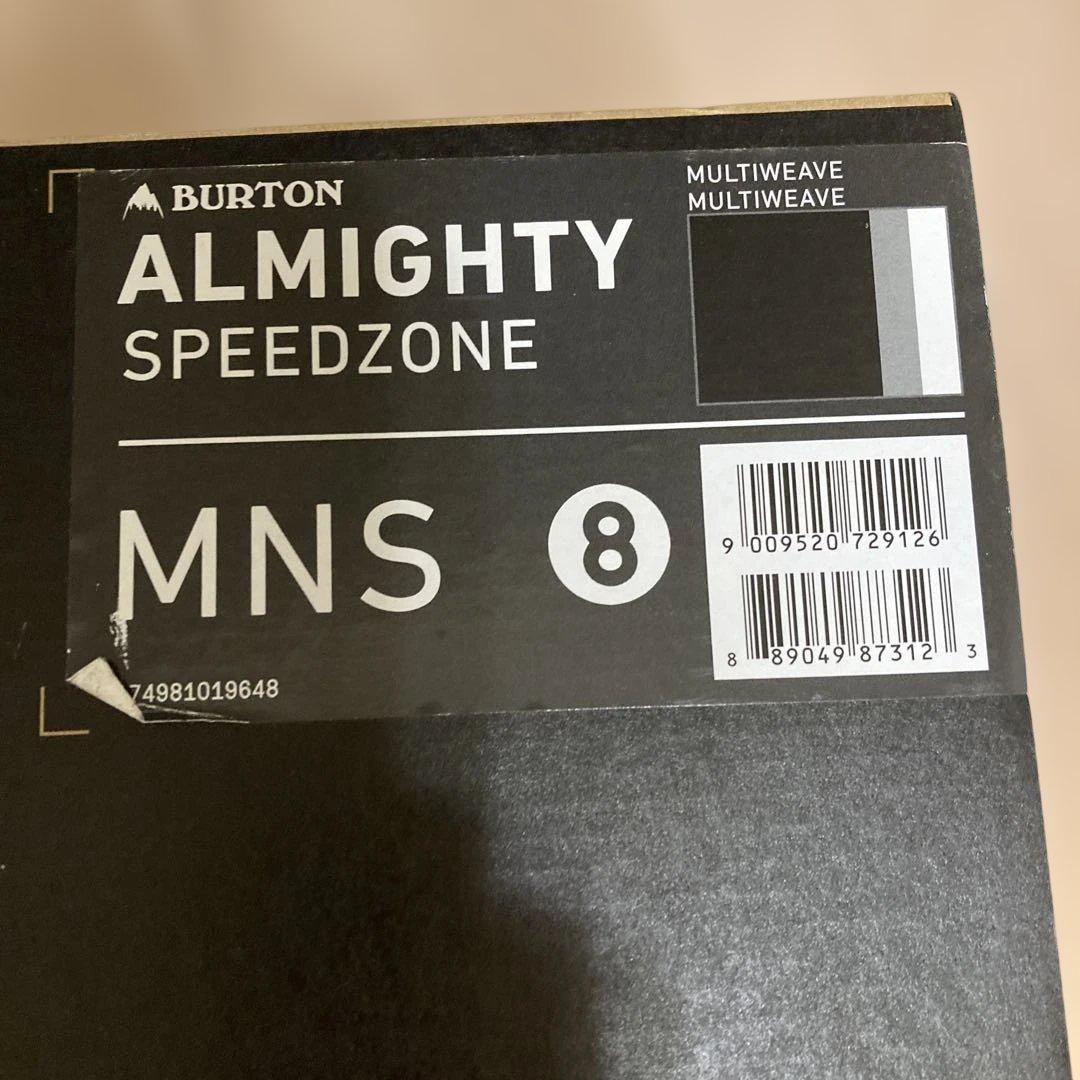 BURTON
ALMIGHTY
SPEEDZONE
MULTIWEAVE
MULTIWEAVE
MNS
8
9 009520 729126
8 89049 87312 3
74981019648